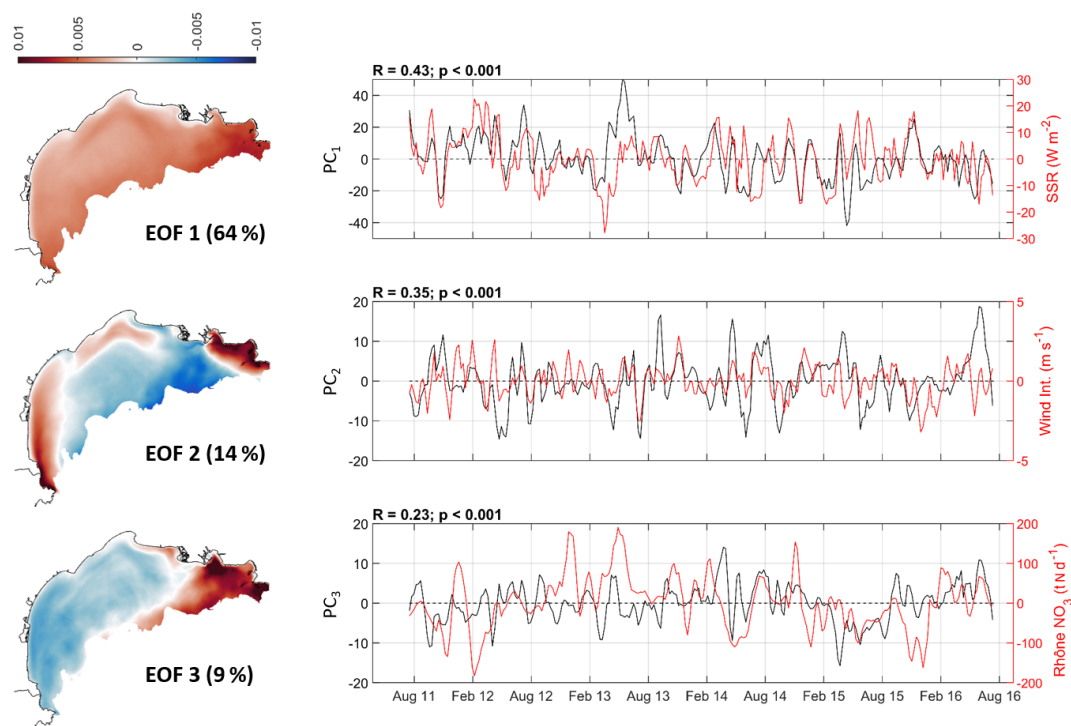 0.01
0.005
0
-0.005
-0.01
EOF 1 (64 %)
R = 0.43; p < 0.001
PC1
40
20
0
-20
-40
30
20
10
0
-10
-20
-30
SSR (W m-2)
EOF 2 (14 %)
R = 0.35; p < 0.001
PC2
20
10
0
-10
-20
5
0
-5
Wind Int. (m s-1)
EOF 3 (9 %)
R = 0.23; p < 0.001
PC3
20
10
0
-10
-20
200
100
0
-100
-200
Rhône NO3 (t N d-1)
Aug 11 Feb 12 Aug 12 Feb 13 Aug 13 Feb 14 Aug 14 Feb 15 Aug 15 Feb 16 Aug 16